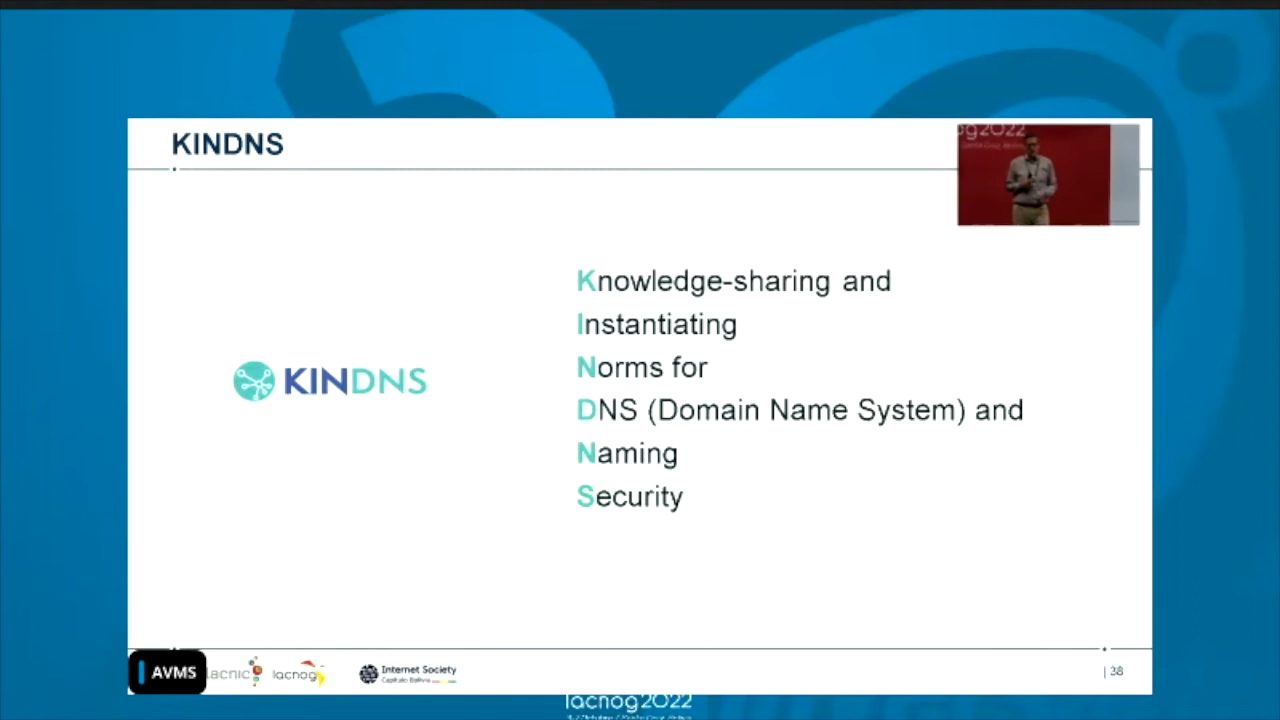 KINDNS
og2022
Knowledge-sharing and
Instantiating
Norms for
DNS (Domain Name System) and
Naming
Security
KINDNS
AVMS
lacnic
lacnog
Internet Society
Capítulo Bolivia
| 38
lacnog2022